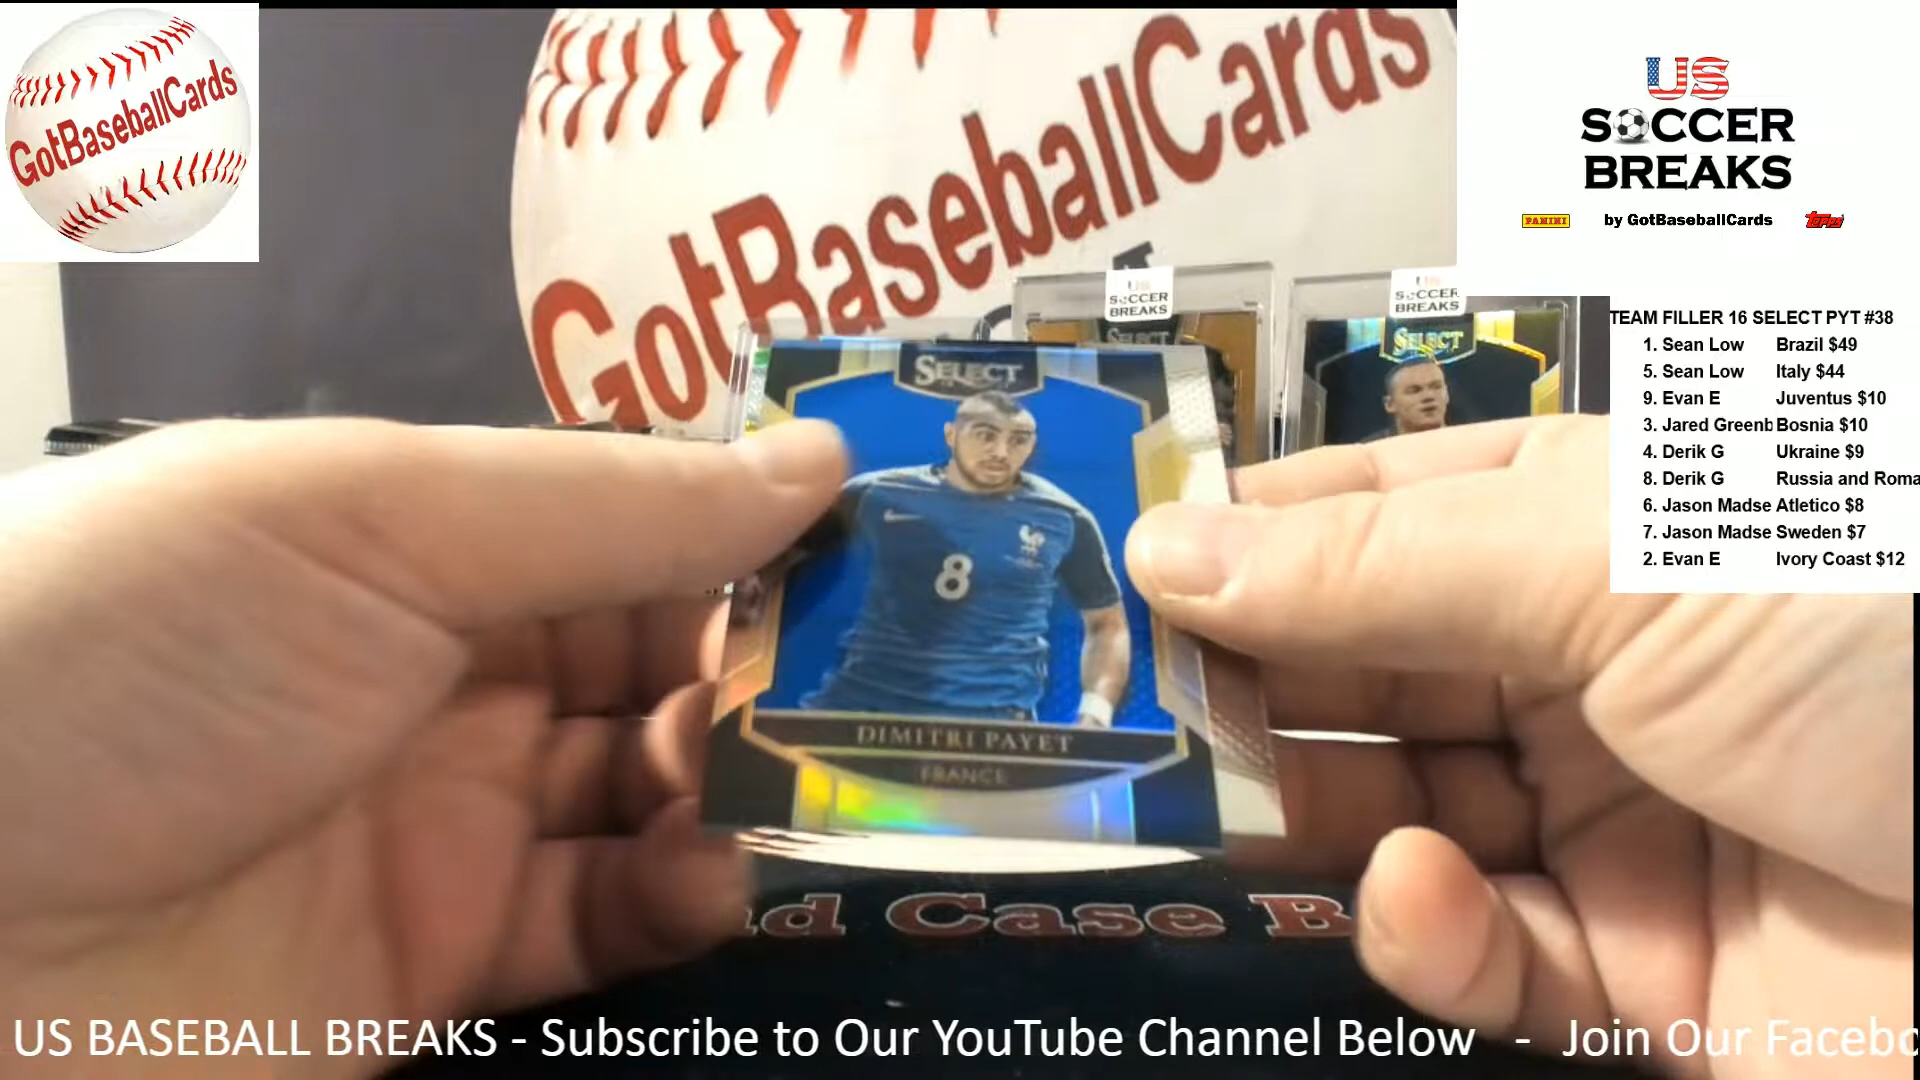 GotBaseballCards
GotBaseballCards
US
SOCCER
BREAKS
PANINI
by GotBaseballCards
TOPPS
US
SOCCER
BREAKS
US
SOCCER
BREAKS
SELECT
SELECT
SELECT
TEAM FILLER 16 SELECT PYT #38
1. Sean Low Brazil $49
5. Sean Low Italy $44
9. Evan E Juventus $10
3. Jared Greenb Bosnia $10
4. Derik G Ukraine $9
8. Derik G Russia and Roma
6. Jason Madse Atletico $8
7. Jason Madse Sweden $7
2. Evan E Ivory Coast $12
8
DIMITRI PAYET
FRANCE
nd Case B
US BASEBALL BREAKS - Subscribe to Our YouTube Channel Below - Join Our Facebo